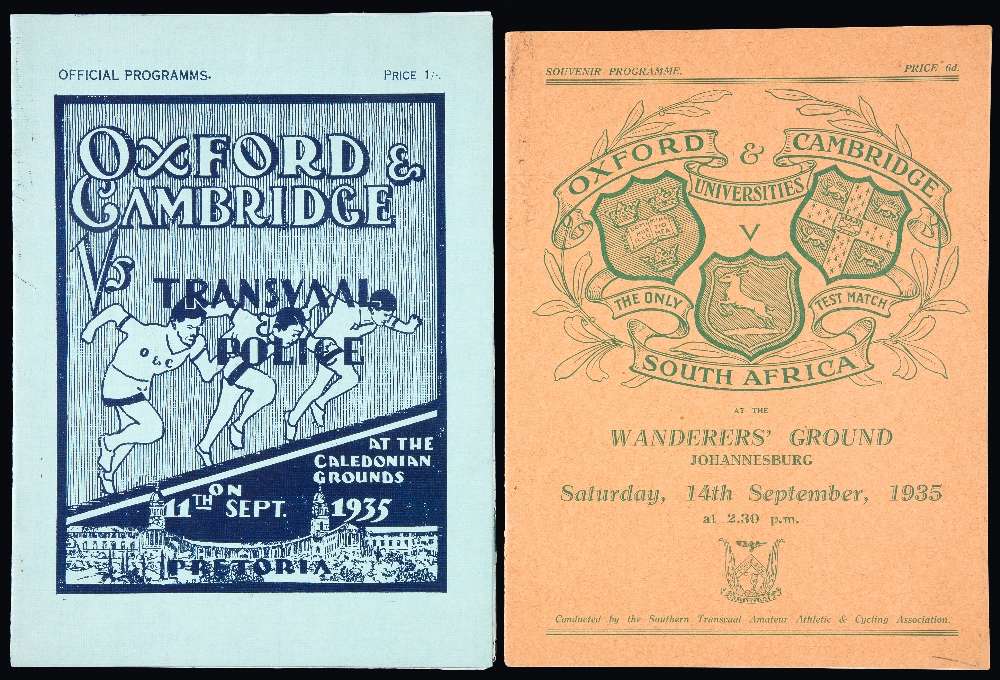 OFFICIAL PROGRAMMS.
PRICE 1/-.
OXFORD &
CAMBRIDGE
VS
TRANSVAAL
&
POLICE
O & C
AT THE
CALEDONIAN
GROUNDS
ON
11TH SEPT. 1935
PRETORIA
SOUVENIR PROGRAMME.
PRICE 6d.
OXFORD & CAMBRIDGE
UNIVERSITIES
V
THE ONLY TEST MATCH
SOUTH AFRICA
AT THE
WANDERERS' GROUND
JOHANNESBURG
Saturday, 14th September, 1935
at 2.30 p.m.
Conducted by the Southern Transvaal Amateur Athletic & Cycling Association.